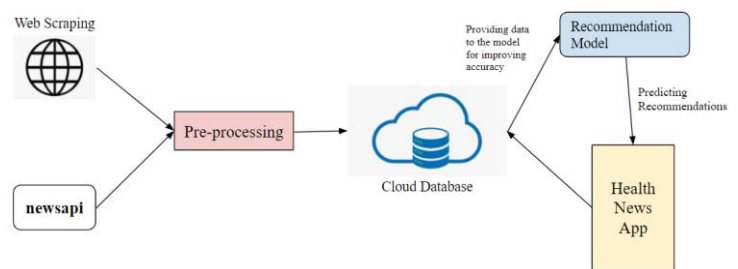 Web Scraping
newsapi
Pre-processing
Cloud Database
Providing data
to the model
for improving
accuracy
Recommendation
Model
Predicting
Recommendations
Health
News
App